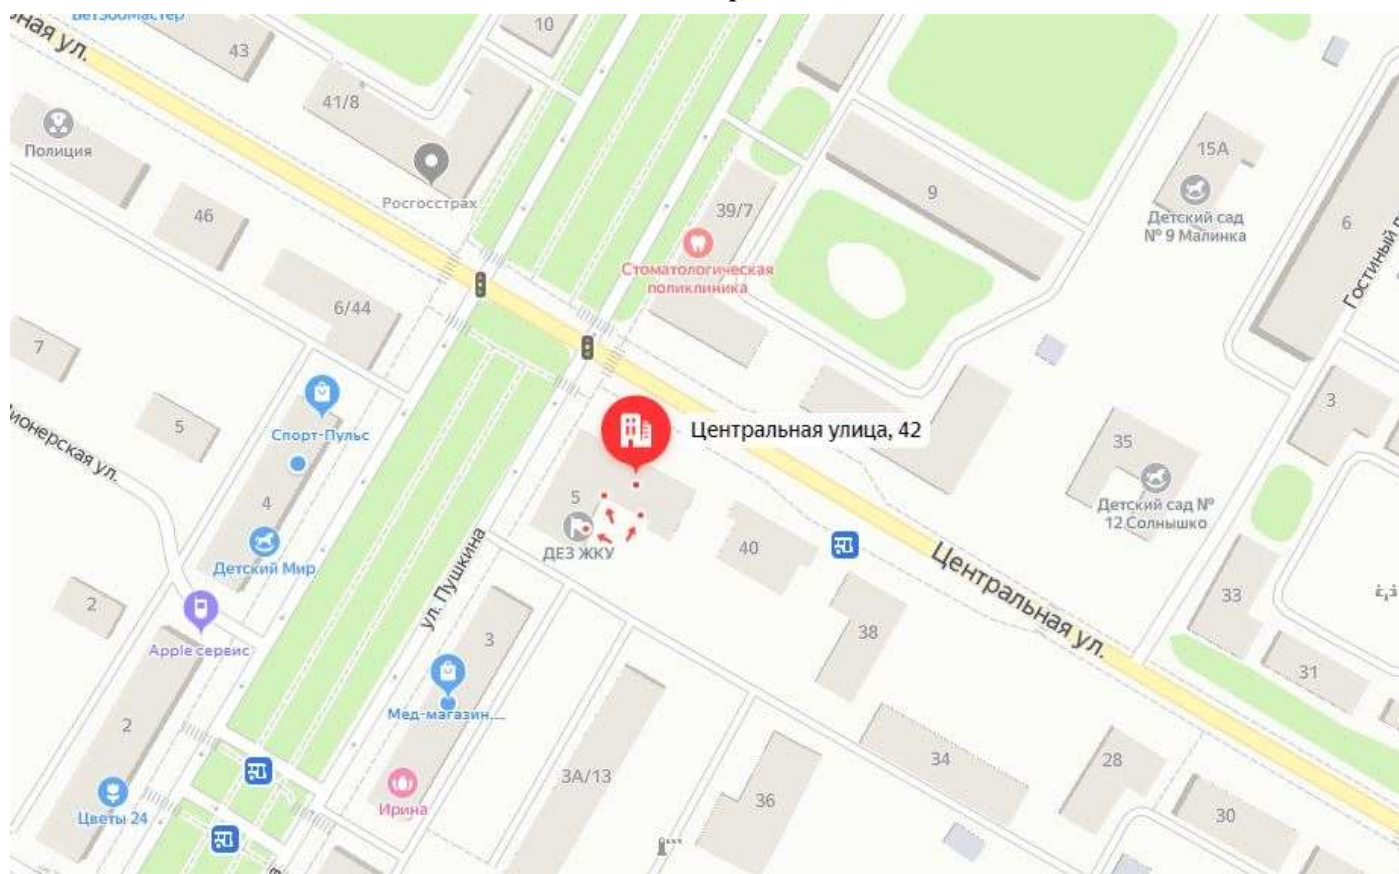 Ветзоомастер
ная ул.
43
10
41/8
Полиция
Росгосстрах
46
39/7
9
15А
Детский сад
№ 9 Малинка
6
Гостиный п
Стоматологическая
поликлиника
6/44
7
5
Спорт-Пульс
ионерская ул.
4
Детский Мир
Центральная улица, 42
5
ДЕЗ ЖКУ
40
35
Детский сад №
12 Солнышко
3
Центральная ул.
33
31
38
ул. Пушкина
2
Apple сервис
3
Мед-магазин....
2
Цветы 24
Ирина
3А/13
36
34
28
30